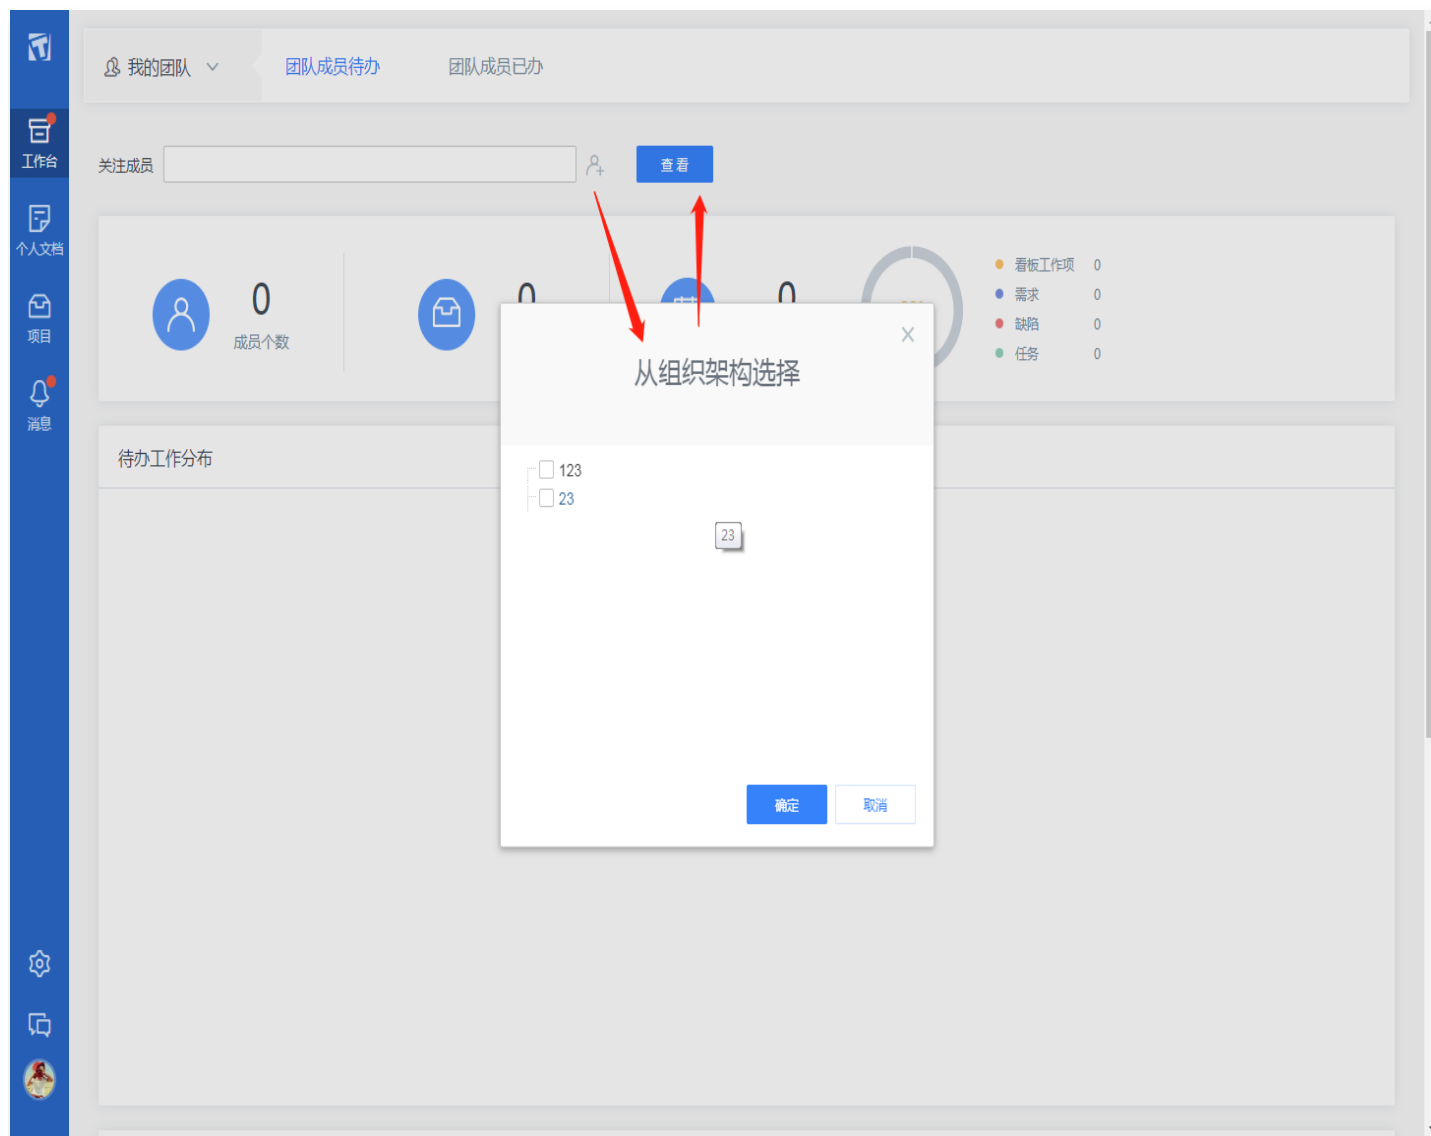 我的团队
团队成员待办
团队成员已办
工作台
关注成员
查看
个人文档
项目
消息
0
成员个数
0
0
看板工作项 0
需求 0
缺陷 0
任务 0
从组织架构选择
待办工作分布
123
23
23
确定
取消